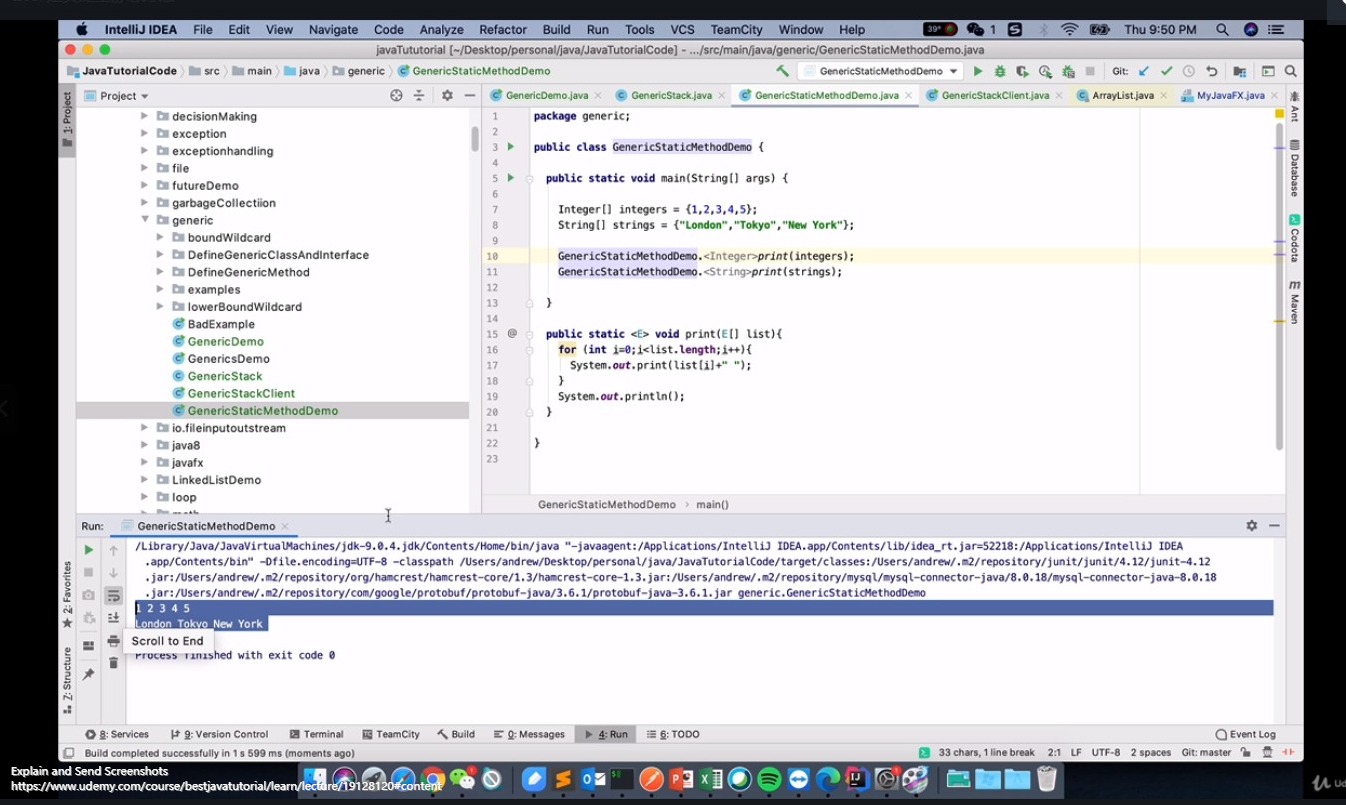 IntelliJ IDEA File Edit View Navigate Code Analyze Refactor Build Run Tools VCS TeamCity Window Help 39° 1 Thu 9:50 PM
javaTututorial [~/Desktop/personal/java/JavaTutorialCode] - .../src/main/java/generic/GenericStaticMethodDemo.java
JavaTutorialCode src main java generic GenericStaticMethodDemo GenericStaticMethodDemo Git:
Project GenericDemo.java GenericStack.java GenericStaticMethodDemo.java GenericStackClient.java ArrayList.java MyJavaFX.java
1: Project
decisionMaking
exception
exceptionhandling
file
futureDemo
garbageCollectiion
generic
boundWildcard
DefineGenericClassAndInterface
DefineGenericMethod
examples
lowerBoundWildcard
BadExample
GenericDemo
GenericsDemo
GenericStack
GenericStackClient
GenericStaticMethodDemo
io.fileinputoutstream
java8
javafx
LinkedListDemo
loop
1 package generic;
2
3 public class GenericStaticMethodDemo {
4
5 public static void main(String[] args) {
6
7 Integer[] integers = {1,2,3,4,5};
8 String[] strings = {"London","Tokyo","New York"};
9
10 GenericStaticMethodDemo.<Integer>print(integers);
11 GenericStaticMethodDemo.<String>print(strings);
12
13 }
14
15 @ public static <E> void print(E[] list){
16 for (int i=0;i<list.length;i++){
17 System.out.print(list[i]+" ");
18 }
19 System.out.println();
20 }
21
22 }
23
GenericStaticMethodDemo › main()
Ant
Database
Codota
Maven
Run: GenericStaticMethodDemo
/Library/Java/JavaVirtualMachines/jdk-9.0.4.jdk/Contents/Home/bin/java "-javaagent:/Applications/IntelliJ IDEA.app/Contents/lib/idea_rt.jar=52218:/Applications/IntelliJ IDEA
.app/Contents/bin" -Dfile.encoding=UTF-8 -classpath /Users/andrew/Desktop/personal/java/JavaTutorialCode/target/classes:/Users/andrew/.m2/repository/junit/junit/4.12/junit-4.12
.jar:/Users/andrew/.m2/repository/org/hamcrest/hamcrest-core/1.3/hamcrest-core-1.3.jar:/Users/andrew/.m2/repository/mysql/mysql-connector-java/8.0.18/mysql-connector-java-8.0.18
.jar:/Users/andrew/.m2/repository/com/google/protobuf/protobuf-java/3.6.1/protobuf-java-3.6.1.jar generic.GenericStaticMethodDemo
1 2 3 4 5
London Tokyo New York
Scroll to End
Process finished with exit code 0
2: Favorites
Z: Structure
8: Services 9: Version Control Terminal TeamCity Build 0: Messages 4: Run 6: TODO Event Log
Build completed successfully in 1 s 599 ms (moments ago) 33 chars, 1 line break 2:1 LF UTF-8 2 spaces Git: master
Explain and Send Screenshots
https://www.udemy.com/course/bestjavatutorial/learn/lecture/19128120#content